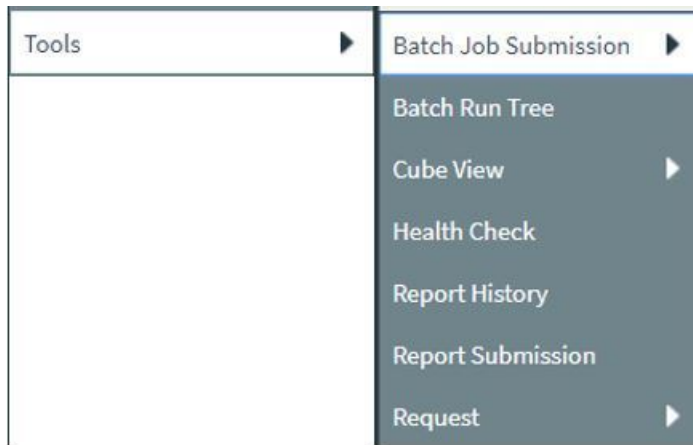 Tools
Batch Job Submission
Batch Run Tree
Cube View
Health Check
Report History
Report Submission
Request